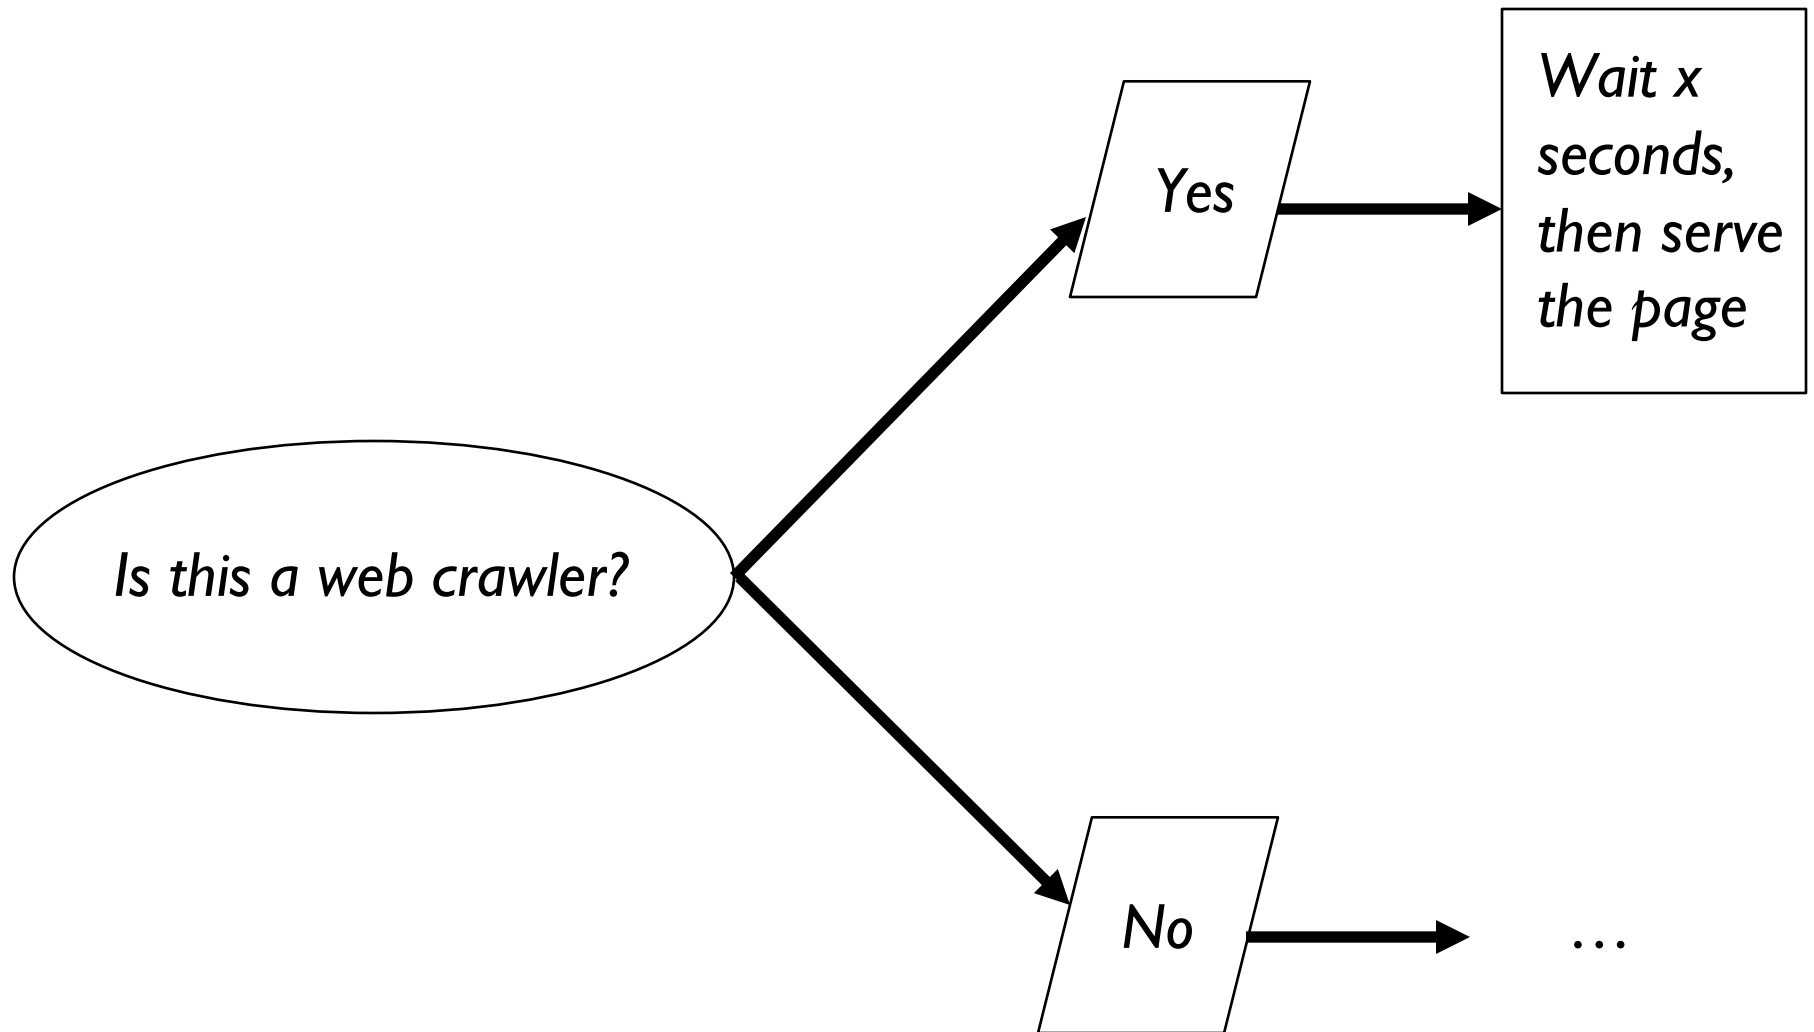 Is this a web crawler?
Yes
Wait x
seconds,
then serve
the page
No
…